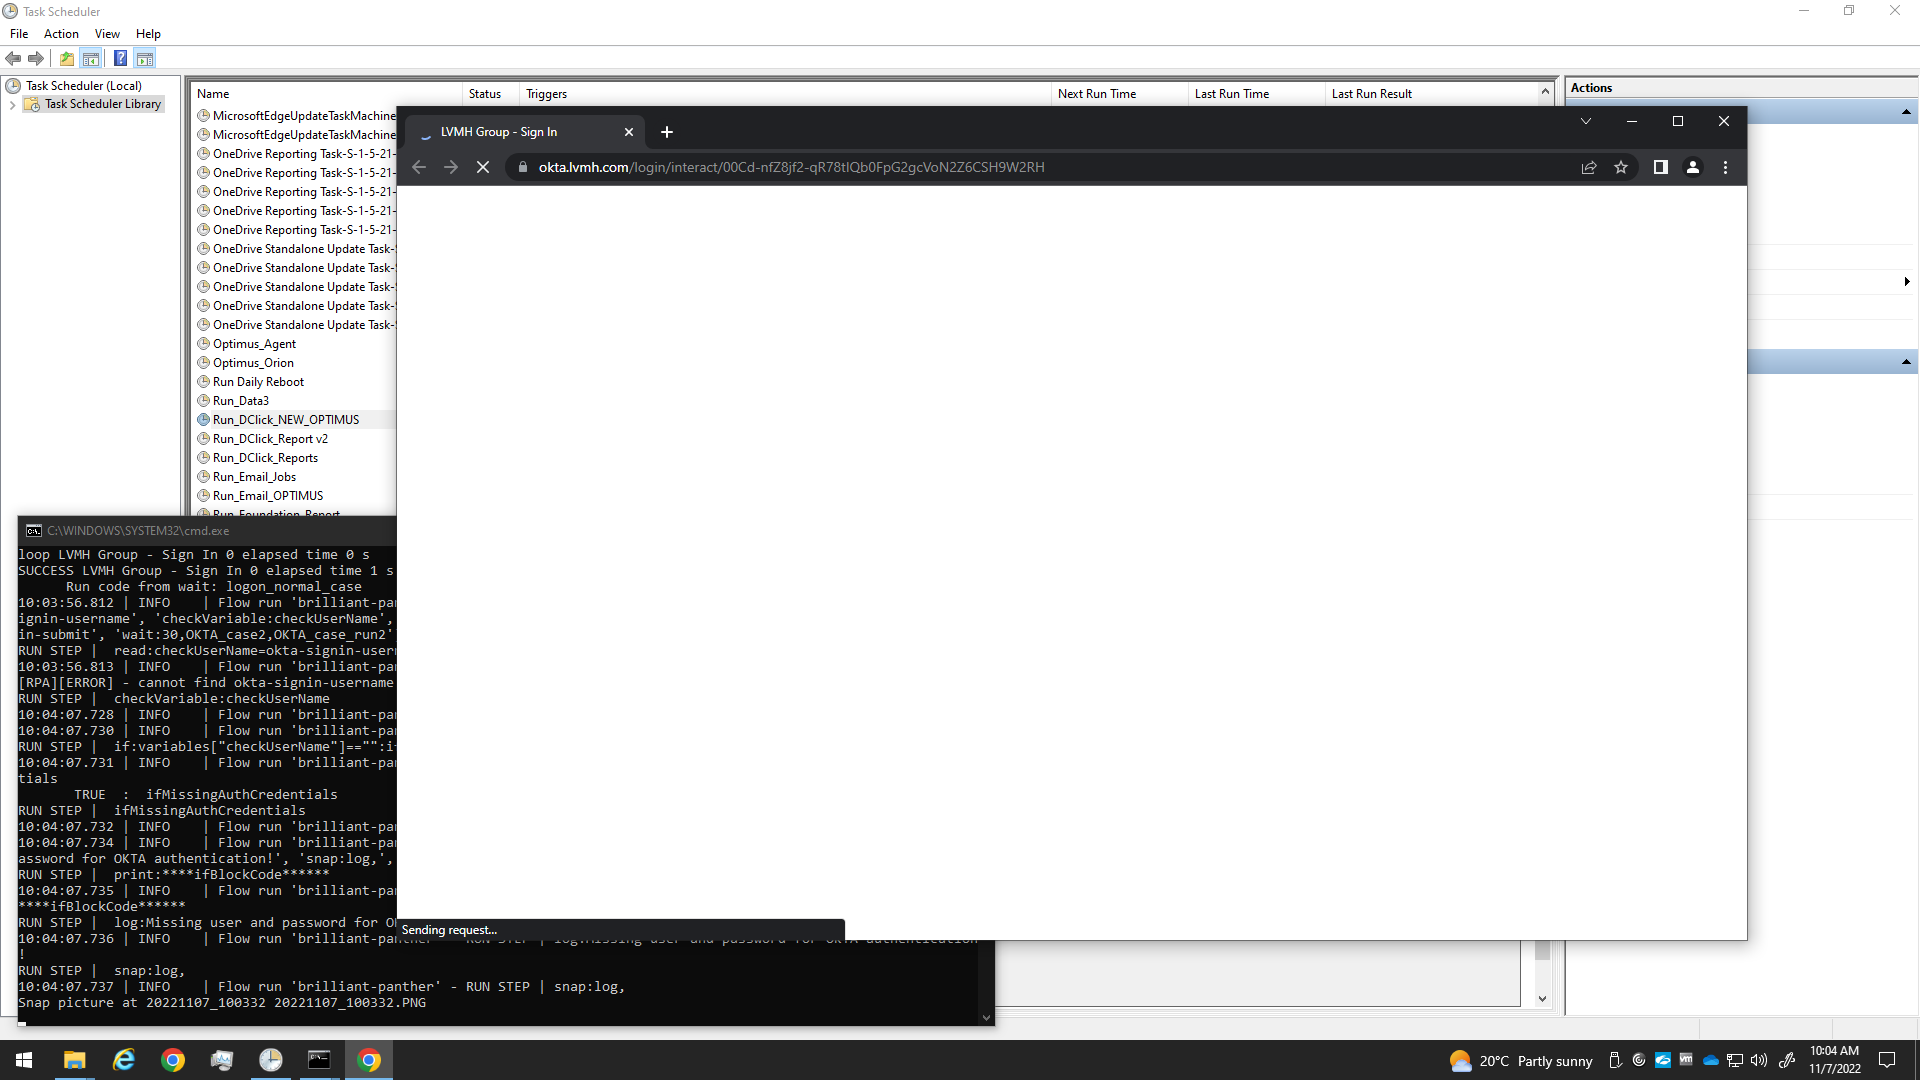 Task Scheduler
File Action View Help
Task Scheduler (Local)
Task Scheduler Library
Name Status Triggers Next Run Time Last Run Time Last Run Result
MicrosoftEdgeUpdateTaskMachine
MicrosoftEdgeUpdateTaskMachine
OneDrive Reporting Task-S-1-5-21-
OneDrive Reporting Task-S-1-5-21-
OneDrive Reporting Task-S-1-5-21-
OneDrive Reporting Task-S-1-5-21-
OneDrive Reporting Task-S-1-5-21-
OneDrive Standalone Update Task-
OneDrive Standalone Update Task-
OneDrive Standalone Update Task-
OneDrive Standalone Update Task-
OneDrive Standalone Update Task-
Optimus_Agent
Optimus_Orion
Run Daily Reboot
Run_Data3
Run_DClick_NEW_OPTIMUS
Run_DClick_Report v2
Run_DClick_Reports
Run_Email_Jobs
Run_Email_OPTIMUS
Run_Foundation_Report
Actions
LVMH Group - Sign In
okta.lvmh.com/login/interact/00Cd-nfZ8jf2-qR78tIQb0FpG2gcVoN2Z6CSH9W2RH
Sending request...
C:\WINDOWS\SYSTEM32\cmd.exe
loop LVMH Group - Sign In 0 elapsed time 0 s
SUCCESS LVMH Group - Sign In 0 elapsed time 1 s
Run code from wait: logon_normal_case
10:03:56.812 | INFO | Flow run 'brilliant-pan
ignin-username', 'checkVariable:checkUserName',
in-submit', 'wait:30,OKTA_case2,OKTA_case_run2'
RUN STEP | read:checkUserName=okta-signin-user
10:03:56.813 | INFO | Flow run 'brilliant-pan
[RPA][ERROR] - cannot find okta-signin-username
RUN STEP | checkVariable:checkUserName
10:04:07.728 | INFO | Flow run 'brilliant-pan
10:04:07.730 | INFO | Flow run 'brilliant-pan
RUN STEP | if:variables["checkUserName"]=="":i
10:04:07.731 | INFO | Flow run 'brilliant-pan
tials
TRUE : ifMissingAuthCredentials
RUN STEP | ifMissingAuthCredentials
10:04:07.732 | INFO | Flow run 'brilliant-pan
10:04:07.734 | INFO | Flow run 'brilliant-pan
assword for OKTA authentication!', 'snap:log,',
RUN STEP | print:****ifBlockCode******
10:04:07.735 | INFO | Flow run 'brilliant-pan
****ifBlockCode******
RUN STEP | log:Missing user and password for O
10:04:07.736 | INFO | Flow run 'brilliant-panther' - RUN STEP | log:Missing user and password for OKTA authentication
!
RUN STEP | snap:log,
10:04:07.737 | INFO | Flow run 'brilliant-panther' - RUN STEP | snap:log,
Snap picture at 20221107_100332 20221107_100332.PNG
20°C Partly sunny
10:04 AM
11/7/2022